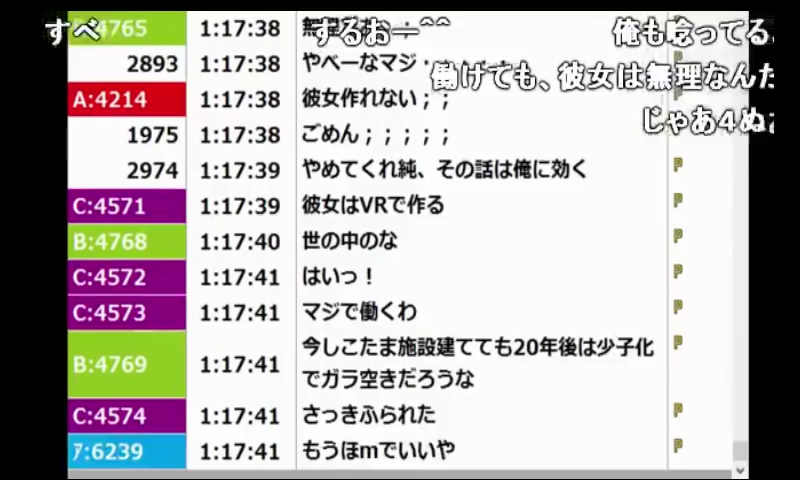 すべ
B:4765 1:17:38
するおー^^
俺も唸ってる
2893 1:17:38 やべーなマジ
働けても、彼女は無理なんだ
A:4214 1:17:38 彼女作れない；；
じゃあ4ぬ
1975 1:17:38 ごめん；；；；；
2974 1:17:39 やめてくれ純、その話は俺に効く P
C:4571 1:17:39 彼女はVRで作る P
B:4768 1:17:40 世の中のな P
C:4572 1:17:41 はいっ！ P
C:4573 1:17:41 マジで働くわ P
B:4769 1:17:41 今しこたま施設建てても20年後は少子化 P
でガラ空きだろうな
C:4574 1:17:41 さっきふられた P
ｱ:6239 1:17:41 もうほmでいいや P